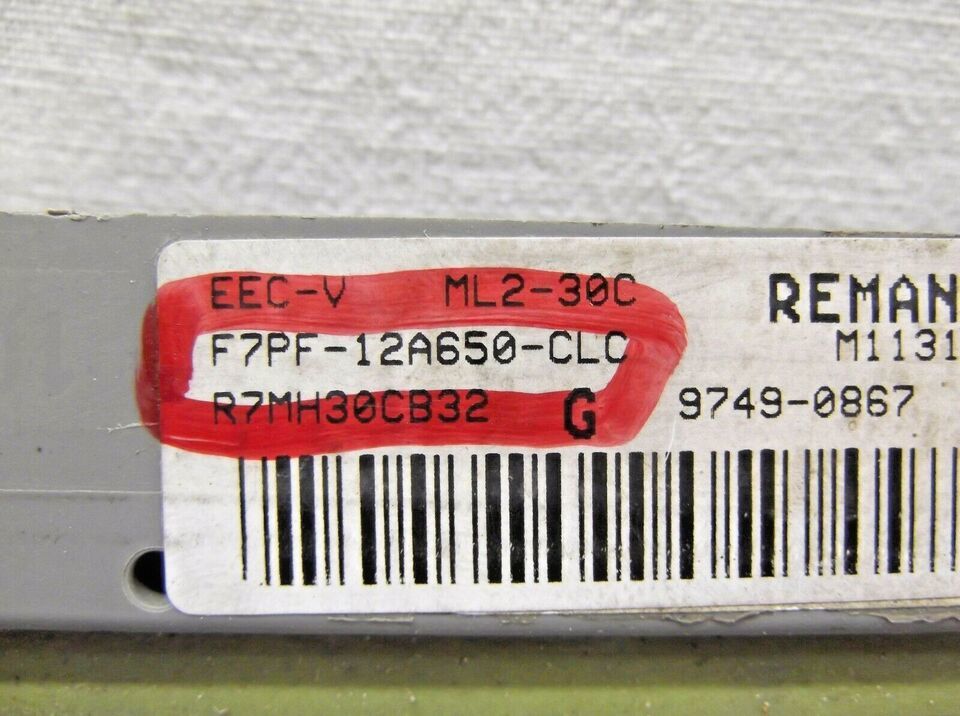 EEC-V ML2-30C REMAN
F7PF-12A650-CLC M1131
R7MH30CB32 G 9749-0867